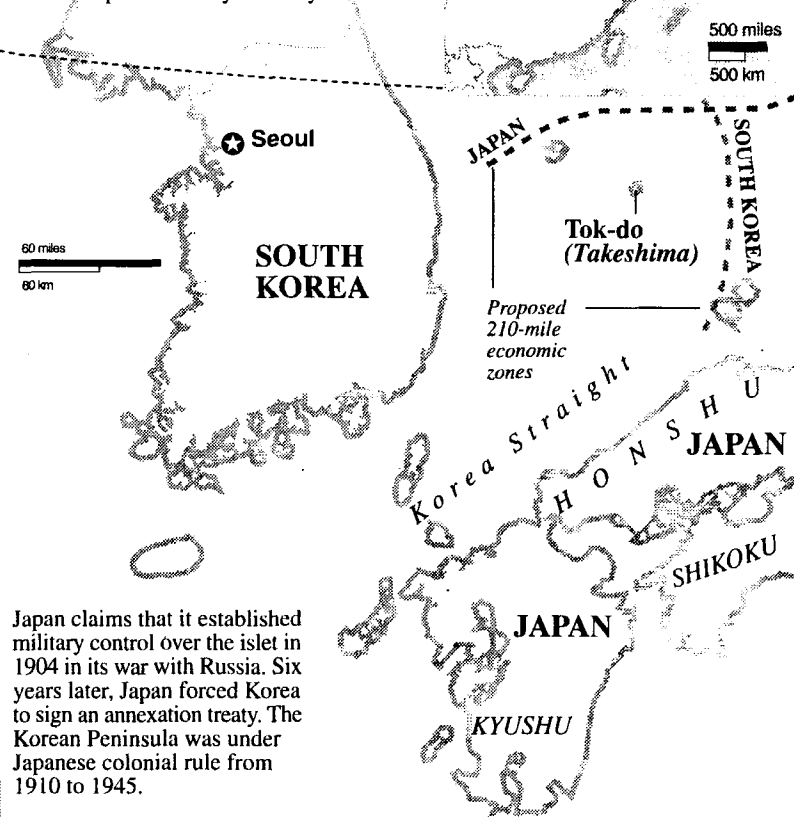 500 miles
500 km
JAPAN
SOUTH KOREA
Seoul
Tok-do
(Takeshima)
SOUTH
KOREA
60 miles
60 km
Proposed
210-mile
economic
zones
Korea Straight
HONSHU
JAPAN
SHIKOKU
JAPAN
KYUSHU
Japan claims that it established
military control over the islet in
1904 in its war with Russia. Six
years later, Japan forced Korea
to sign an annexation treaty. The
Korean Peninsula was under
Japanese colonial rule from
1910 to 1945.